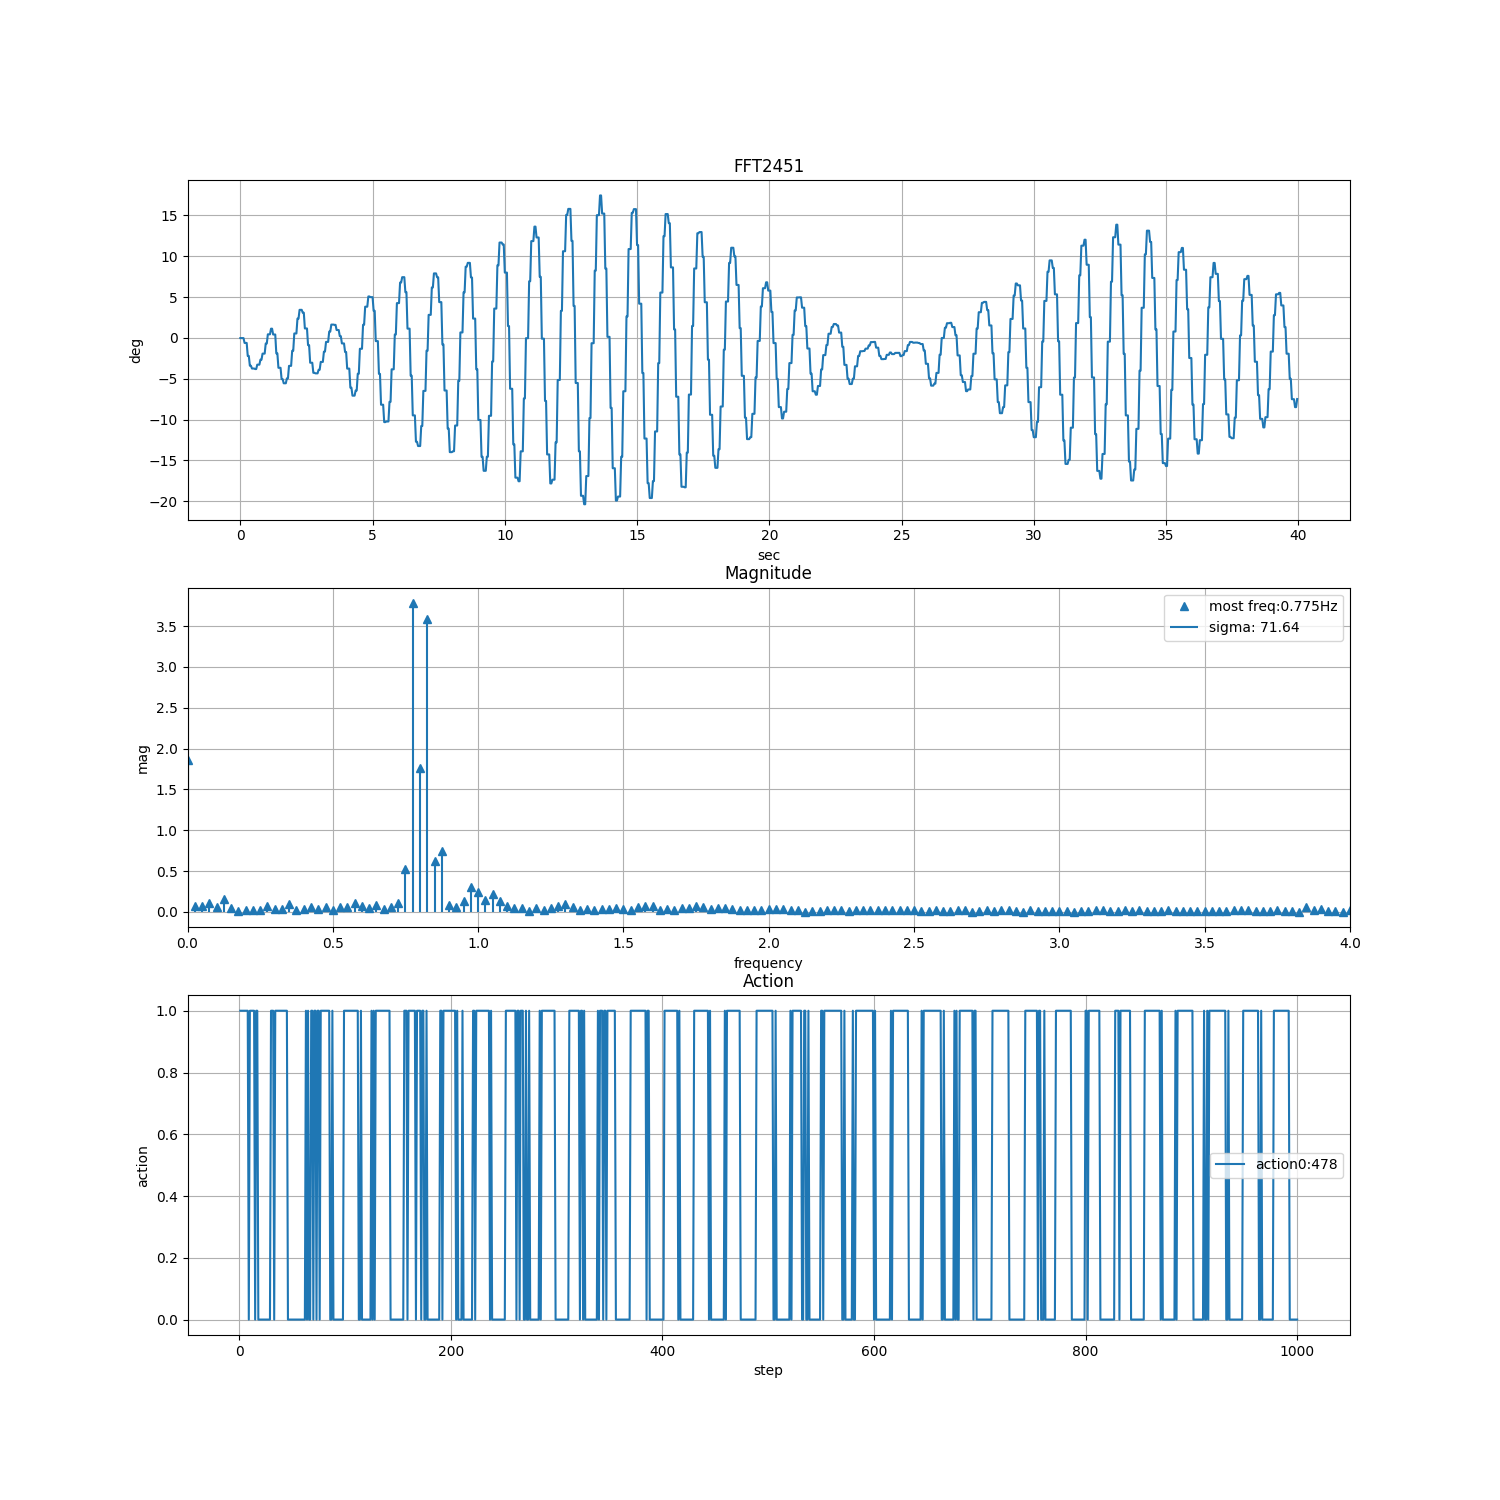 FFT2451
15
10
5
0
−5
−10
−15
−20
deg
0 5 10 15 20 25 30 35 40
sec
Magnitude
most freq:0.775Hz
sigma: 71.64
3.5
3.0
2.5
2.0
1.5
1.0
0.5
0.0
mag
0.0 0.5 1.0 1.5 2.0 2.5 3.0 3.5 4.0
frequency
Action
1.0
0.8
0.6
0.4
0.2
0.0
action
action0:478
0 200 400 600 800 1000
step